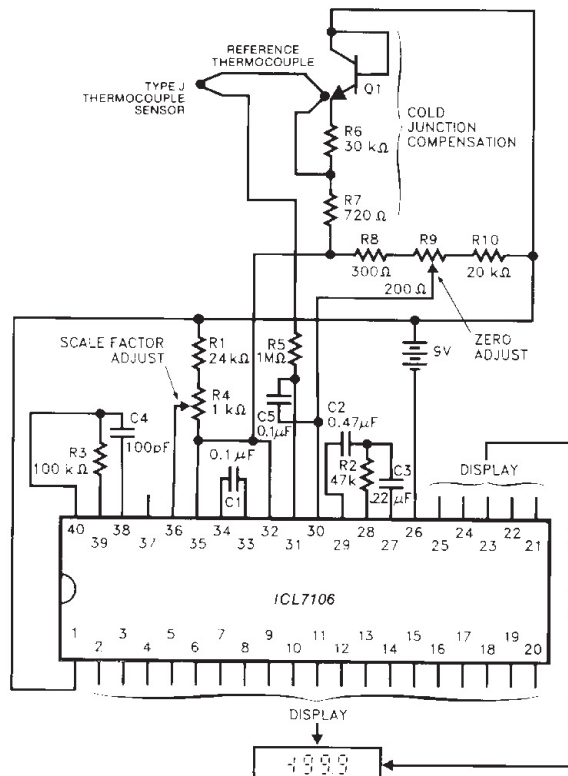 REFERENCE
THERMOCOUPLE
TYPE J
THERMOCOUPLE
SENSOR
Q1
COLD
JUNCTION
COMPENSATION
R6
30 kΩ
R7
720 Ω
R8
300Ω
R9
200 Ω
R10
20 kΩ
SCALE FACTOR
ADJUST
R1
24 kΩ
R5
1MΩ
9V
ZERO
ADJUST
R4
1 kΩ
C5
0.1µF
C2
0.47µF
C4
100pF
R3
100 kΩ
0.1 µF
C1
R2
47k
C3
.22 µF
DISPLAY
40 39 38 37 36 35 34 33 32 31 30 29 28 27 26 25 24 23 22 21
ICL7106
1 2 3 4 5 6 7 8 9 10 11 12 13 14 15 16 17 18 19 20
DISPLAY
-199.9